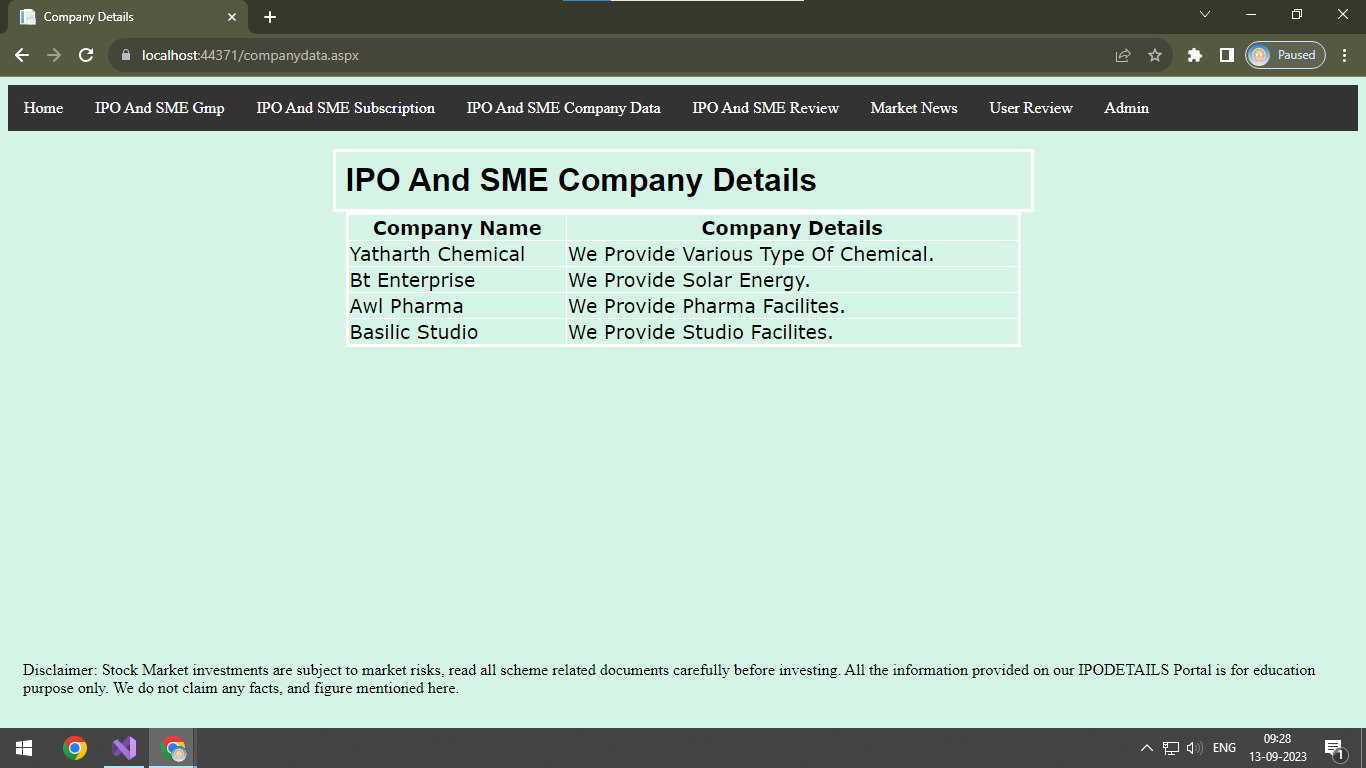 Company Details
localhost:44371/companydata.aspx
Paused
Home IPO And SME Gmp IPO And SME Subscription IPO And SME Company Data IPO And SME Review Market News User Review Admin
IPO And SME Company Details
Company Name Company Details
Yatharth Chemical We Provide Various Type Of Chemical.
Bt Enterprise We Provide Solar Energy.
Awl Pharma We Provide Pharma Facilites.
Basilic Studio We Provide Studio Facilites.
Disclaimer: Stock Market investments are subject to market risks, read all scheme related documents carefully before investing. All the information provided on our IPODETAILS Portal is for education
purpose only. We do not claim any facts, and figure mentioned here.
ENG
09:28
13-09-2023
1